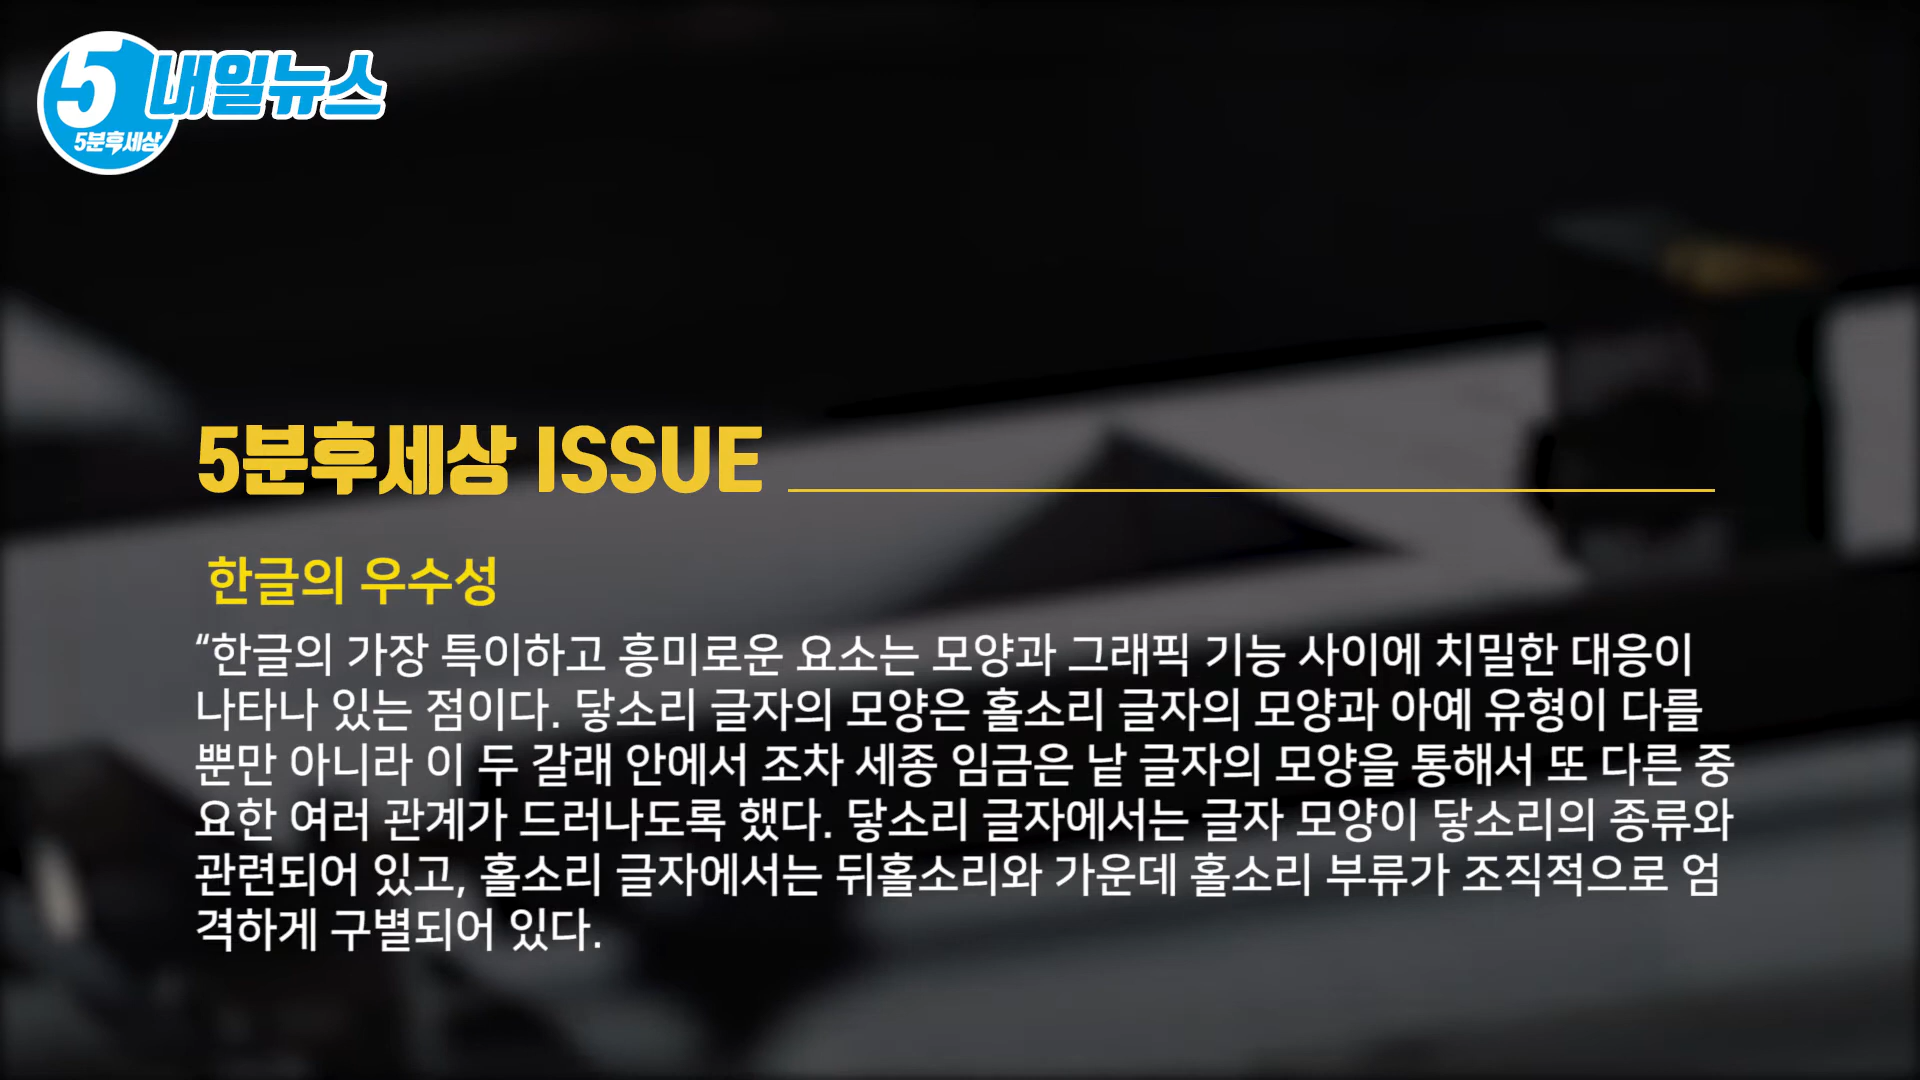 5 내일뉴스
5분후세상
5분후세상 ISSUE
한글의 우수성
“한글의 가장 특이하고 흥미로운 요소는 모양과 그래픽 기능 사이에 치밀한 대응이
나타나 있는 점이다. 닿소리 글자의 모양은 홀소리 글자의 모양과 아예 유형이 다를
뿐만 아니라 이 두 갈래 안에서 조차 세종 임금은 낱 글자의 모양을 통해서 또 다른 중
요한 여러 관계가 드러나도록 했다. 닿소리 글자에서는 글자 모양이 닿소리의 종류와
관련되어 있고, 홀소리 글자에서는 뒤홀소리와 가운데 홀소리 부류가 조직적으로 엄
격하게 구별되어 있다.